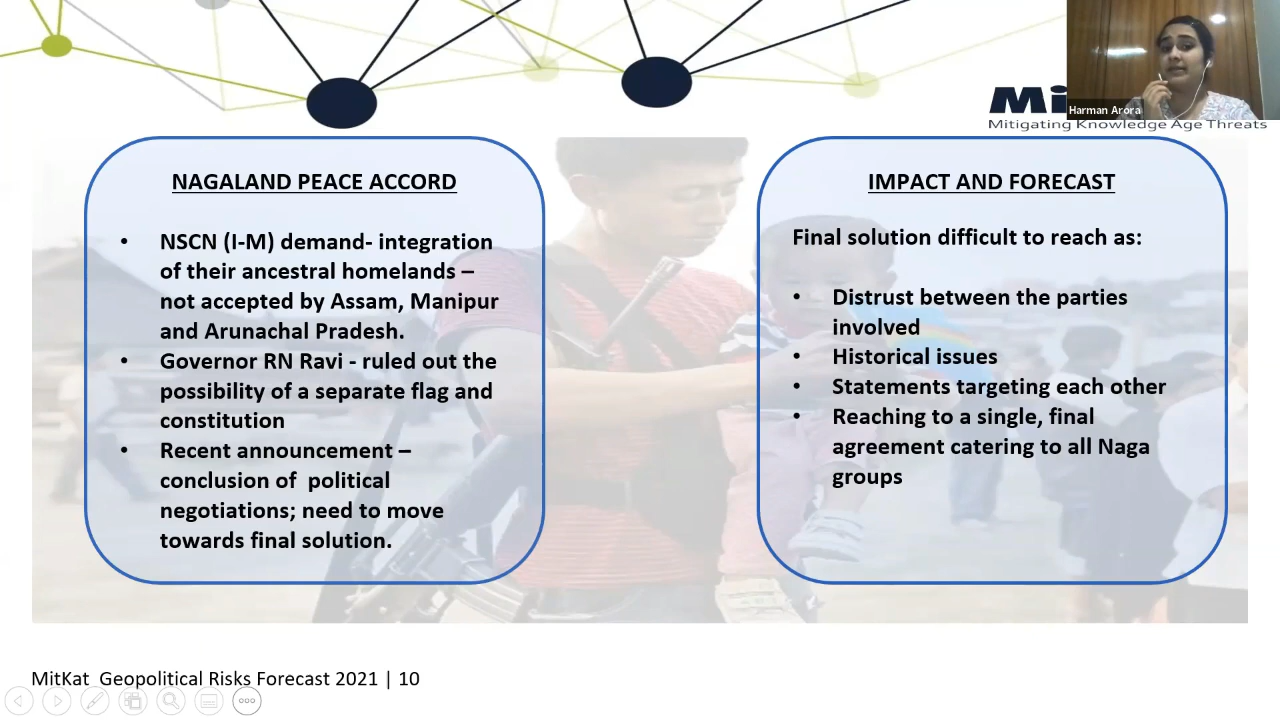 Mi
Harman Arora
Mitigating Knowledge Age Threats
NAGALAND PEACE ACCORD
• NSCN (I-M) demand- integration
of their ancestral homelands –
not accepted by Assam, Manipur
and Arunachal Pradesh.
• Governor RN Ravi - ruled out the
possibility of a separate flag and
constitution
• Recent announcement –
conclusion of  political
negotiations; need to move
towards final solution.
IMPACT AND FORECAST
Final solution difficult to reach as:
• Distrust between the parties
involved
• Historical issues
• Statements targeting each other
• Reaching to a single, final
agreement catering to all Naga
groups
MitKat  Geopolitical Risks Forecast 2021 | 10